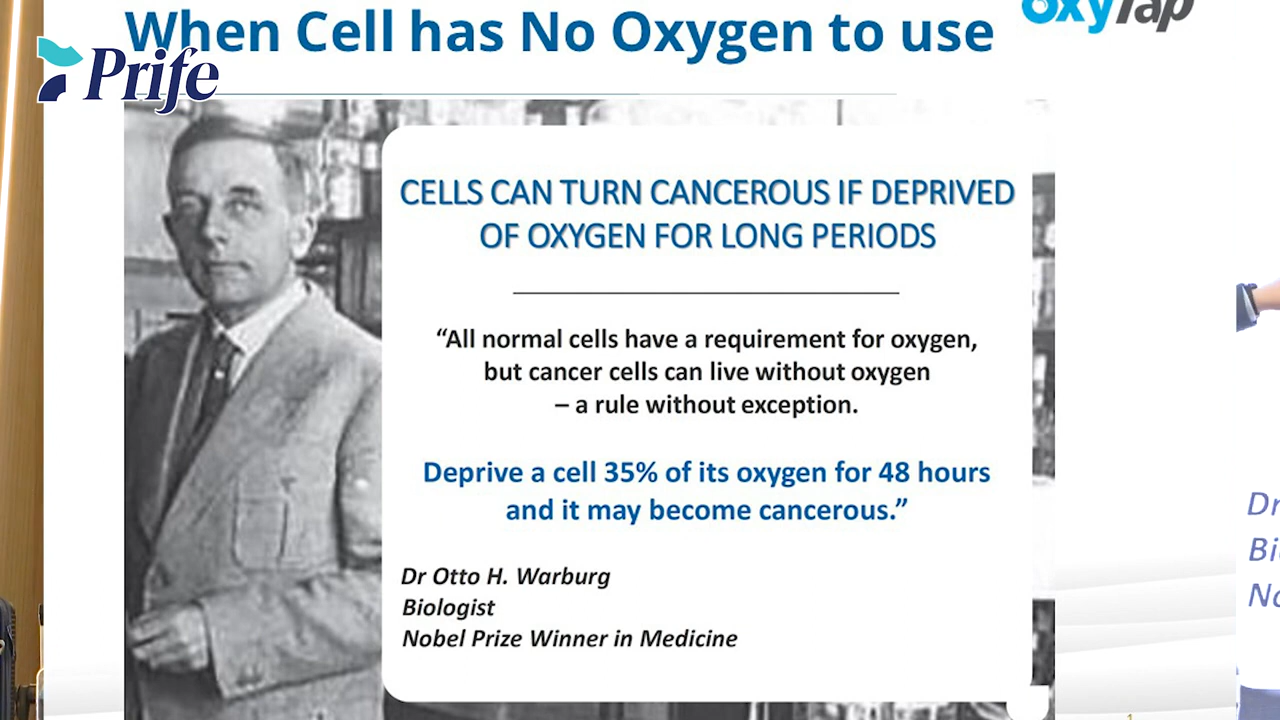 When Cell has No Oxygen to use
oxyTap
Prife
CELLS CAN TURN CANCEROUS IF DEPRIVED
OF OXYGEN FOR LONG PERIODS
“All normal cells have a requirement for oxygen,
but cancer cells can live without oxygen
– a rule without exception.
Deprive a cell 35% of its oxygen for 48 hours
and it may become cancerous.”
Dr Otto H. Warburg
Biologist
Nobel Prize Winner in Medicine
Dr